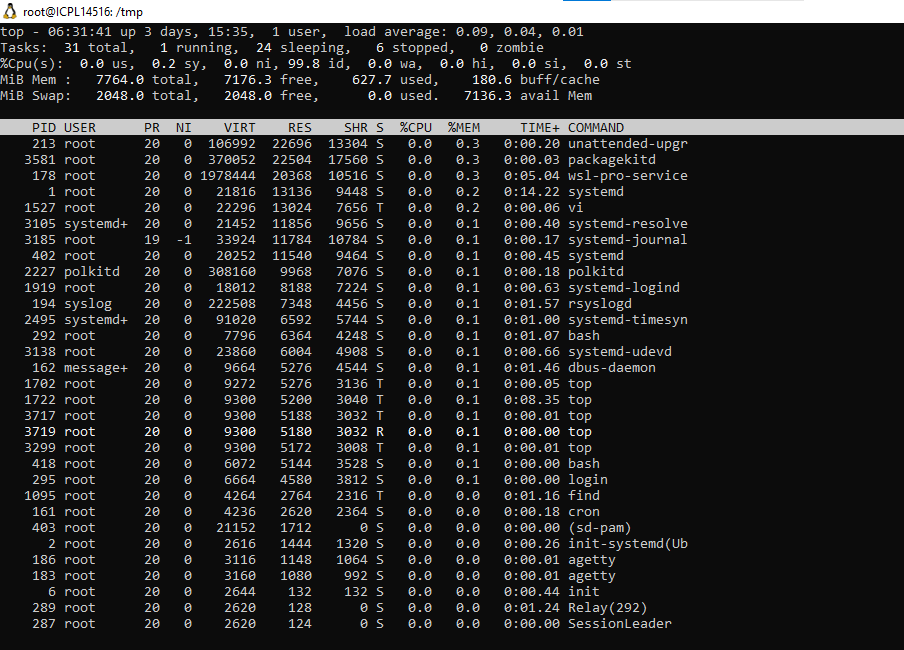 root@ICPL14516: /tmp
top - 06:31:41 up 3 days, 15:35,  1 user,  load average: 0.09, 0.04, 0.01
Tasks:  31 total,   1 running,  24 sleeping,   6 stopped,   0 zombie
%Cpu(s):  0.0 us,  0.2 sy,  0.0 ni, 99.8 id,  0.0 wa,  0.0 hi,  0.0 si,  0.0 st
MiB Mem :   7764.0 total,   7176.3 free,    627.7 used,    180.6 buff/cache
MiB Swap:   2048.0 total,   2048.0 free,      0.0 used.   7136.3 avail Mem
PID USER      PR  NI    VIRT    RES    SHR S  %CPU  %MEM     TIME+ COMMAND
213 root      20   0  106992  22696  13304 S   0.0   0.3   0:00.20 unattended-upgr
3581 root      20   0  370052  22504  17560 S   0.0   0.3   0:00.03 packagekitd
178 root      20   0 1978444  20368  10516 S   0.0   0.3   0:05.04 wsl-pro-service
1 root      20   0   21816  13136   9448 S   0.0   0.2   0:14.22 systemd
1527 root      20   0   22296  13024   7656 T   0.0   0.2   0:00.06 vi
3105 systemd+  20   0   21452  11856   9656 S   0.0   0.1   0:00.40 systemd-resolve
3185 root      19  -1   33924  11784  10784 S   0.0   0.1   0:00.17 systemd-journal
402 root      20   0   20252  11540   9464 S   0.0   0.1   0:00.45 systemd
2227 polkitd   20   0  308160   9968   7076 S   0.0   0.1   0:00.18 polkitd
1919 root      20   0   18012   8188   7224 S   0.0   0.1   0:00.63 systemd-logind
194 syslog    20   0  222508   7348   4456 S   0.0   0.1   0:01.57 rsyslogd
2495 systemd+  20   0   91020   6592   5744 S   0.0   0.1   0:01.00 systemd-timesyn
292 root      20   0    7796   6364   4248 S   0.0   0.1   0:01.07 bash
3138 root      20   0   23860   6004   4908 S   0.0   0.1   0:00.66 systemd-udevd
162 message+  20   0    9664   5276   4544 S   0.0   0.1   0:01.46 dbus-daemon
1702 root      20   0    9272   5276   3136 T   0.0   0.1   0:00.05 top
1722 root      20   0    9300   5200   3040 T   0.0   0.1   0:08.35 top
3717 root      20   0    9300   5188   3032 T   0.0   0.1   0:00.01 top
3719 root      20   0    9300   5180   3032 R   0.0   0.1   0:00.00 top
3299 root      20   0    9300   5172   3008 T   0.0   0.1   0:00.01 top
418 root      20   0    6072   5144   3528 S   0.0   0.1   0:00.00 bash
295 root      20   0    6664   4580   3812 S   0.0   0.1   0:00.00 login
1095 root      20   0    4264   2764   2316 T   0.0   0.0   0:01.16 find
161 root      20   0    4236   2620   2364 S   0.0   0.0   0:00.18 cron
403 root      20   0   21152   1712      0 S   0.0   0.0   0:00.00 (sd-pam)
2 root      20   0    2616   1444   1320 S   0.0   0.0   0:00.26 init-systemd(Ub
186 root      20   0    3116   1148   1064 S   0.0   0.0   0:00.01 agetty
183 root      20   0    3160   1080    992 S   0.0   0.0   0:00.01 agetty
6 root      20   0    2644    132    132 S   0.0   0.0   0:00.44 init
289 root      20   0    2620    128      0 S   0.0   0.0   0:01.24 Relay(292)
287 root      20   0    2620    124      0 S   0.0   0.0   0:00.00 SessionLeader